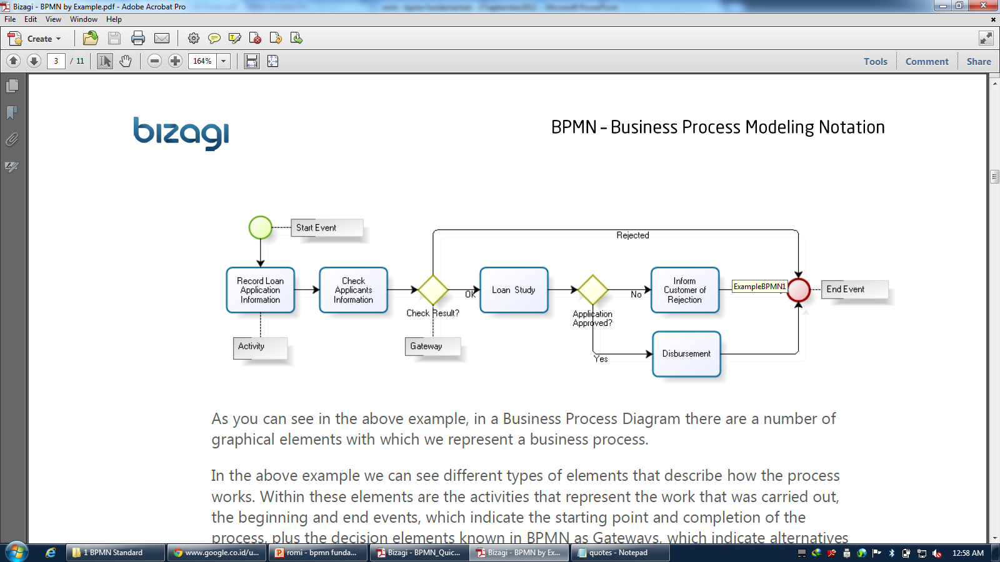 Bizagi - BPMN by Example.pdf - Adobe Acrobat Pro
File Edit View Window Help
Create
3 / 11 164% Tools Comment Share
bizagi
BPMN – Business Process Modeling Notation
Start Event
Rejected
Record Loan
Application
Information
Check
Applicants
Information
Check Result?
OK
Loan Study
Application
Approved?
No
Inform
Customer of
Rejection
ExampleBPMN1
End Event
Activity
Gateway
Yes
Disbursement
As you can see in the above example, in a Business Process Diagram there are a number of
graphical elements with which we represent a business process.
In the above example we can see different types of elements that describe how the process
works. Within these elements are the activities that represent the work that was carried out,
the beginning and end events, which indicate the starting point and completion of the
process, plus the decision elements known in BPMN as Gateways, which indicate alternatives
1 BPMN Standard
www.google.co.id/u...
romi - bpmn funda...
Bizagi - BPMN_Quic...
Bizagi - BPMN by Ex...
quotes - Notepad
12:58 AM